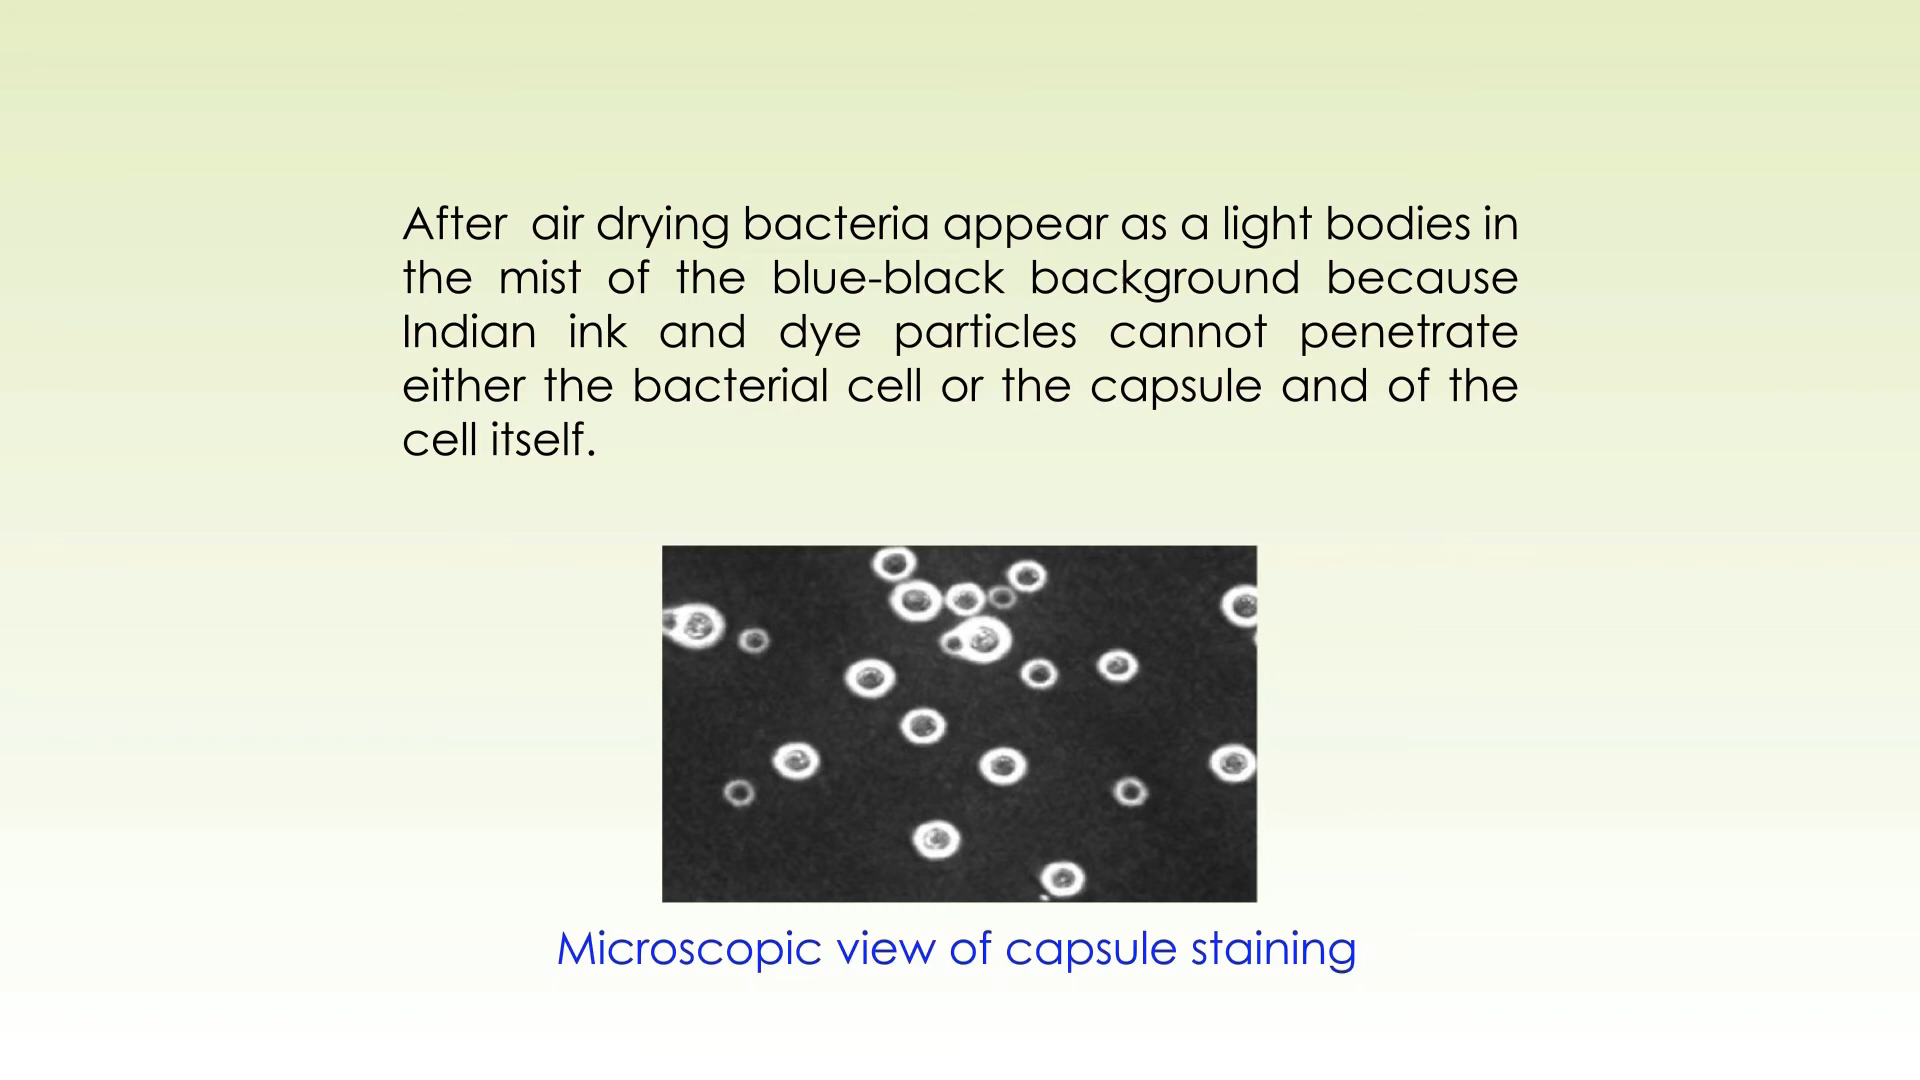 After air drying bacteria appear as a light bodies in
the mist of the blue-black background because
Indian ink and dye particles cannot penetrate
either the bacterial cell or the capsule and of the
cell itself.
Microscopic view of capsule staining